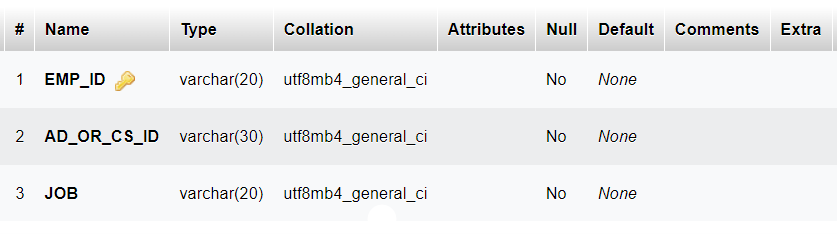 # Name Type Collation Attributes Null Default Comments Extra
1 EMP_ID varchar(20) utf8mb4_general_ci No None
2 AD_OR_CS_ID varchar(30) utf8mb4_general_ci No None
3 JOB varchar(20) utf8mb4_general_ci No None